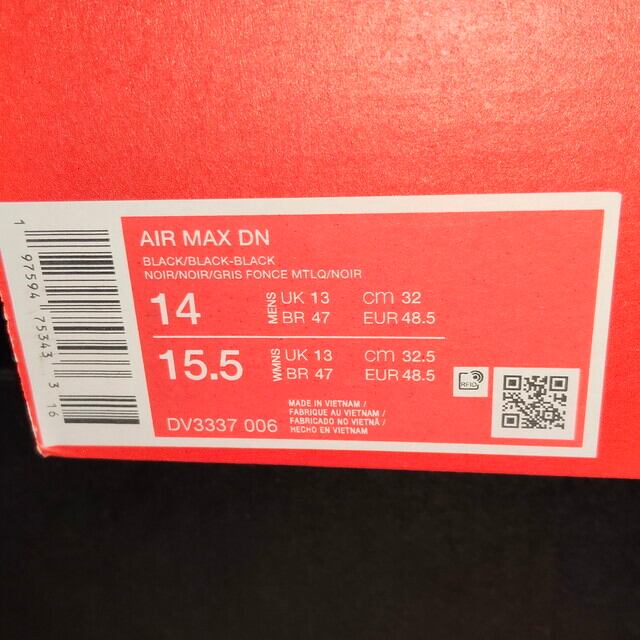 AIR MAX DN
BLACK/BLACK-BLACK
NOIR/NOIR/GRIS FONCE MTLQ/NOIR
14 MENS UK 13 cm 32
BR 47 EUR 48.5
15.5 WMNS UK 13 cm 32.5
BR 47 EUR 48.5
DV3337 006
MADE IN VIETNAM /
FABRIQUE AU VIETNAM /
FABRICADO NO VIETNÃ /
HECHO EN VIETNAM
RFID
1 97594 75343 3 16